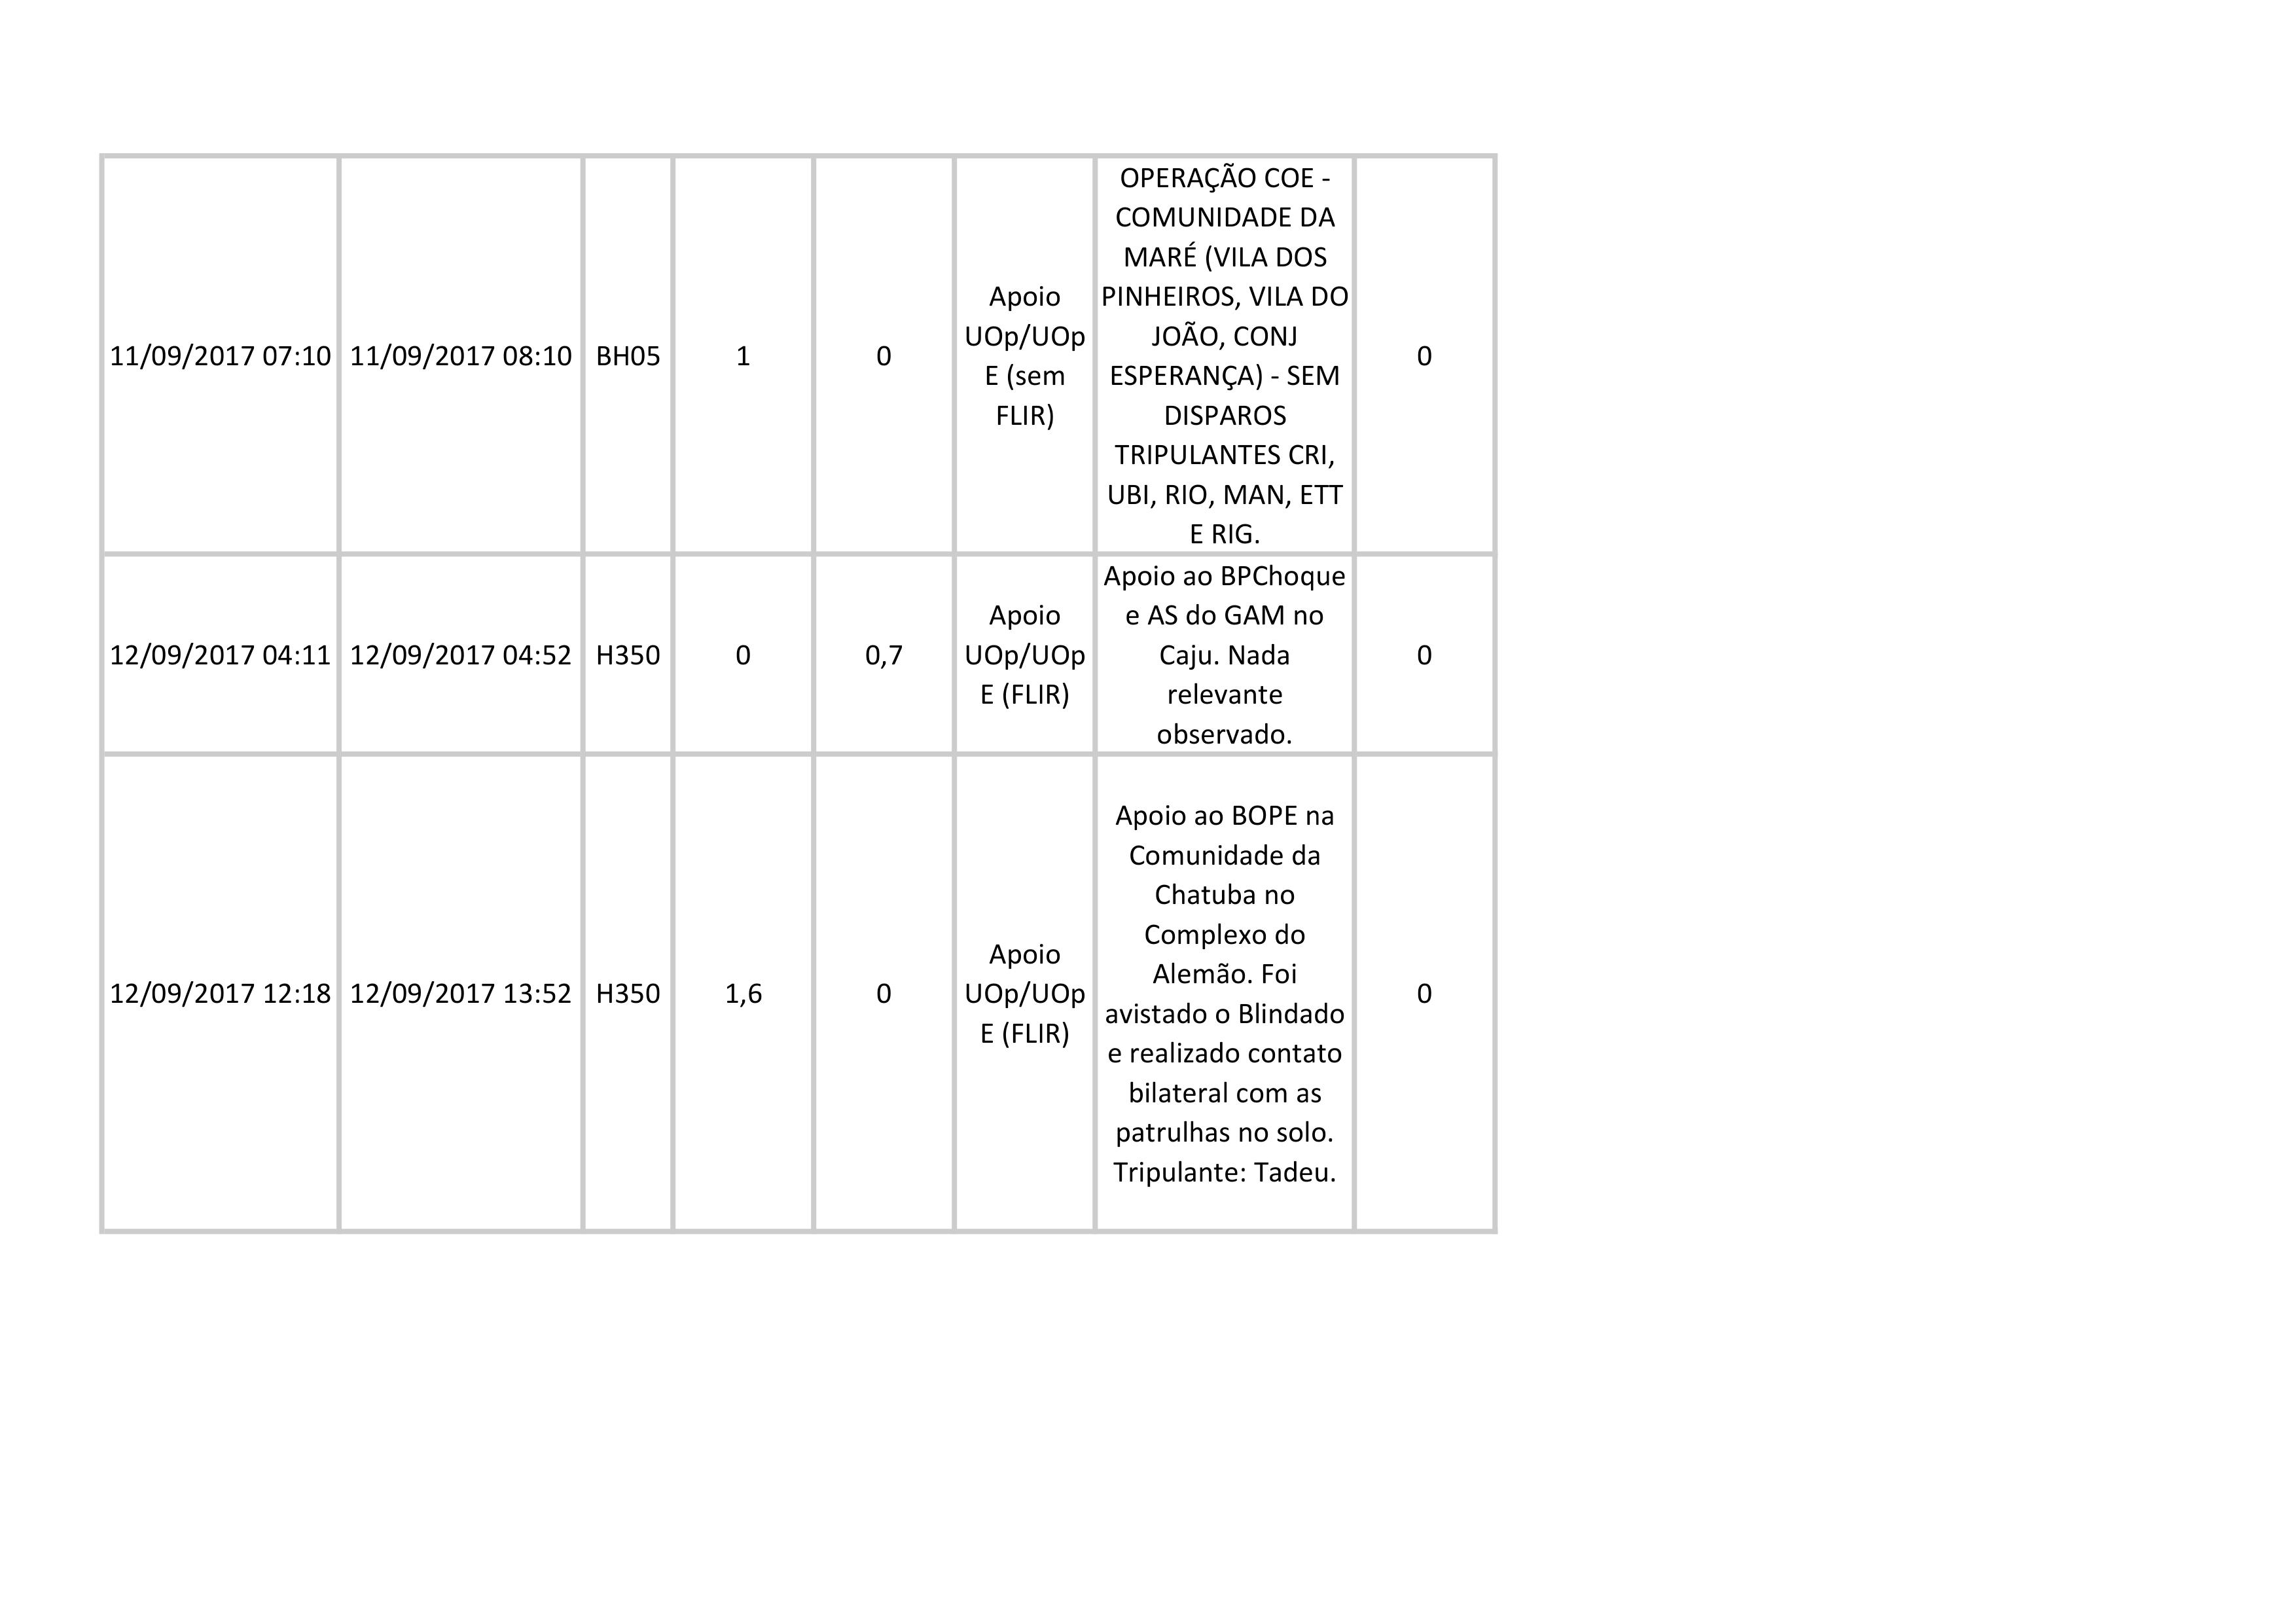 OPERAÇÃO COE -
COMUNIDADE DA
MARÉ (VILA DOS
PINHEIROS, VILA DO
JOÃO, CONJ
ESPERANÇA) - SEM
DISPAROS
TRIPULANTES CRI,
UBI, RIO, MAN, ETT
E RIG.
11/09/2017 07:10 11/09/2017 08:10 BH05 1 0
Apoio
UOp/UOp
E (sem
FLIR)
0
Apoio ao BPChoque
e AS do GAM no
Caju. Nada
relevante
observado.
12/09/2017 04:11 12/09/2017 04:52 H350 0 0,7
Apoio
UOp/UOp
E (FLIR)
0
Apoio ao BOPE na
Comunidade da
Chatuba no
Complexo do
Alemão. Foi
avistado o Blindado
e realizado contato
bilateral com as
patrulhas no solo.
Tripulante: Tadeu.
12/09/2017 12:18 12/09/2017 13:52 H350 1,6 0
Apoio
UOp/UOp
E (FLIR)
0